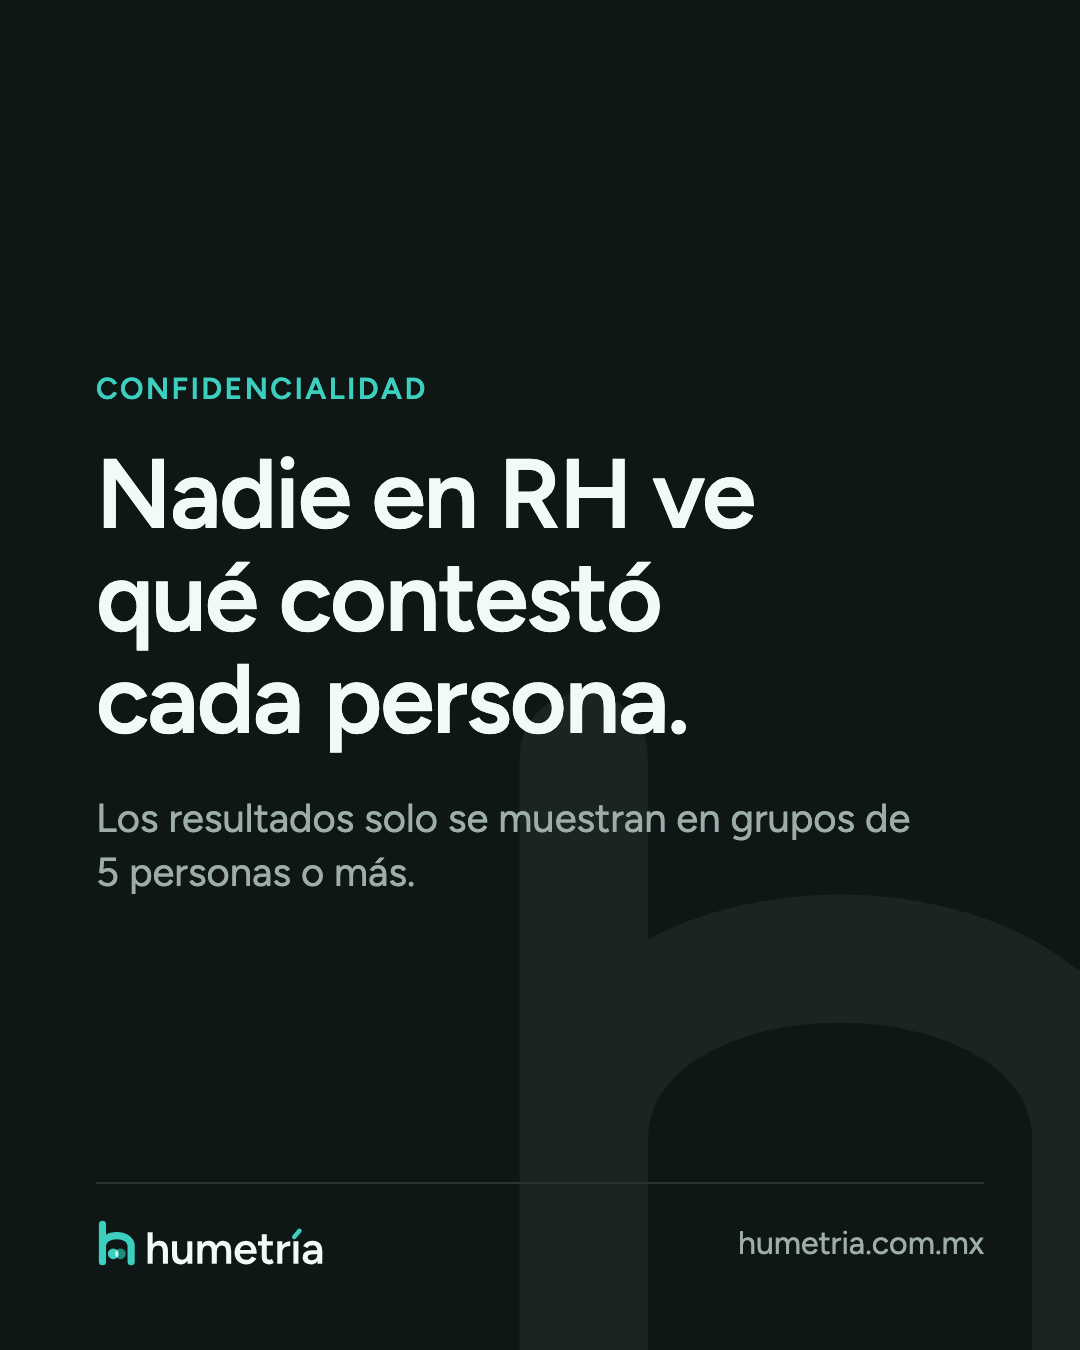 CONFIDENCIALIDAD
Nadie en RH ve
qué contestó
cada persona.
Los resultados solo se muestran en grupos de
5 personas o más.
humetría
humetria.com.mx